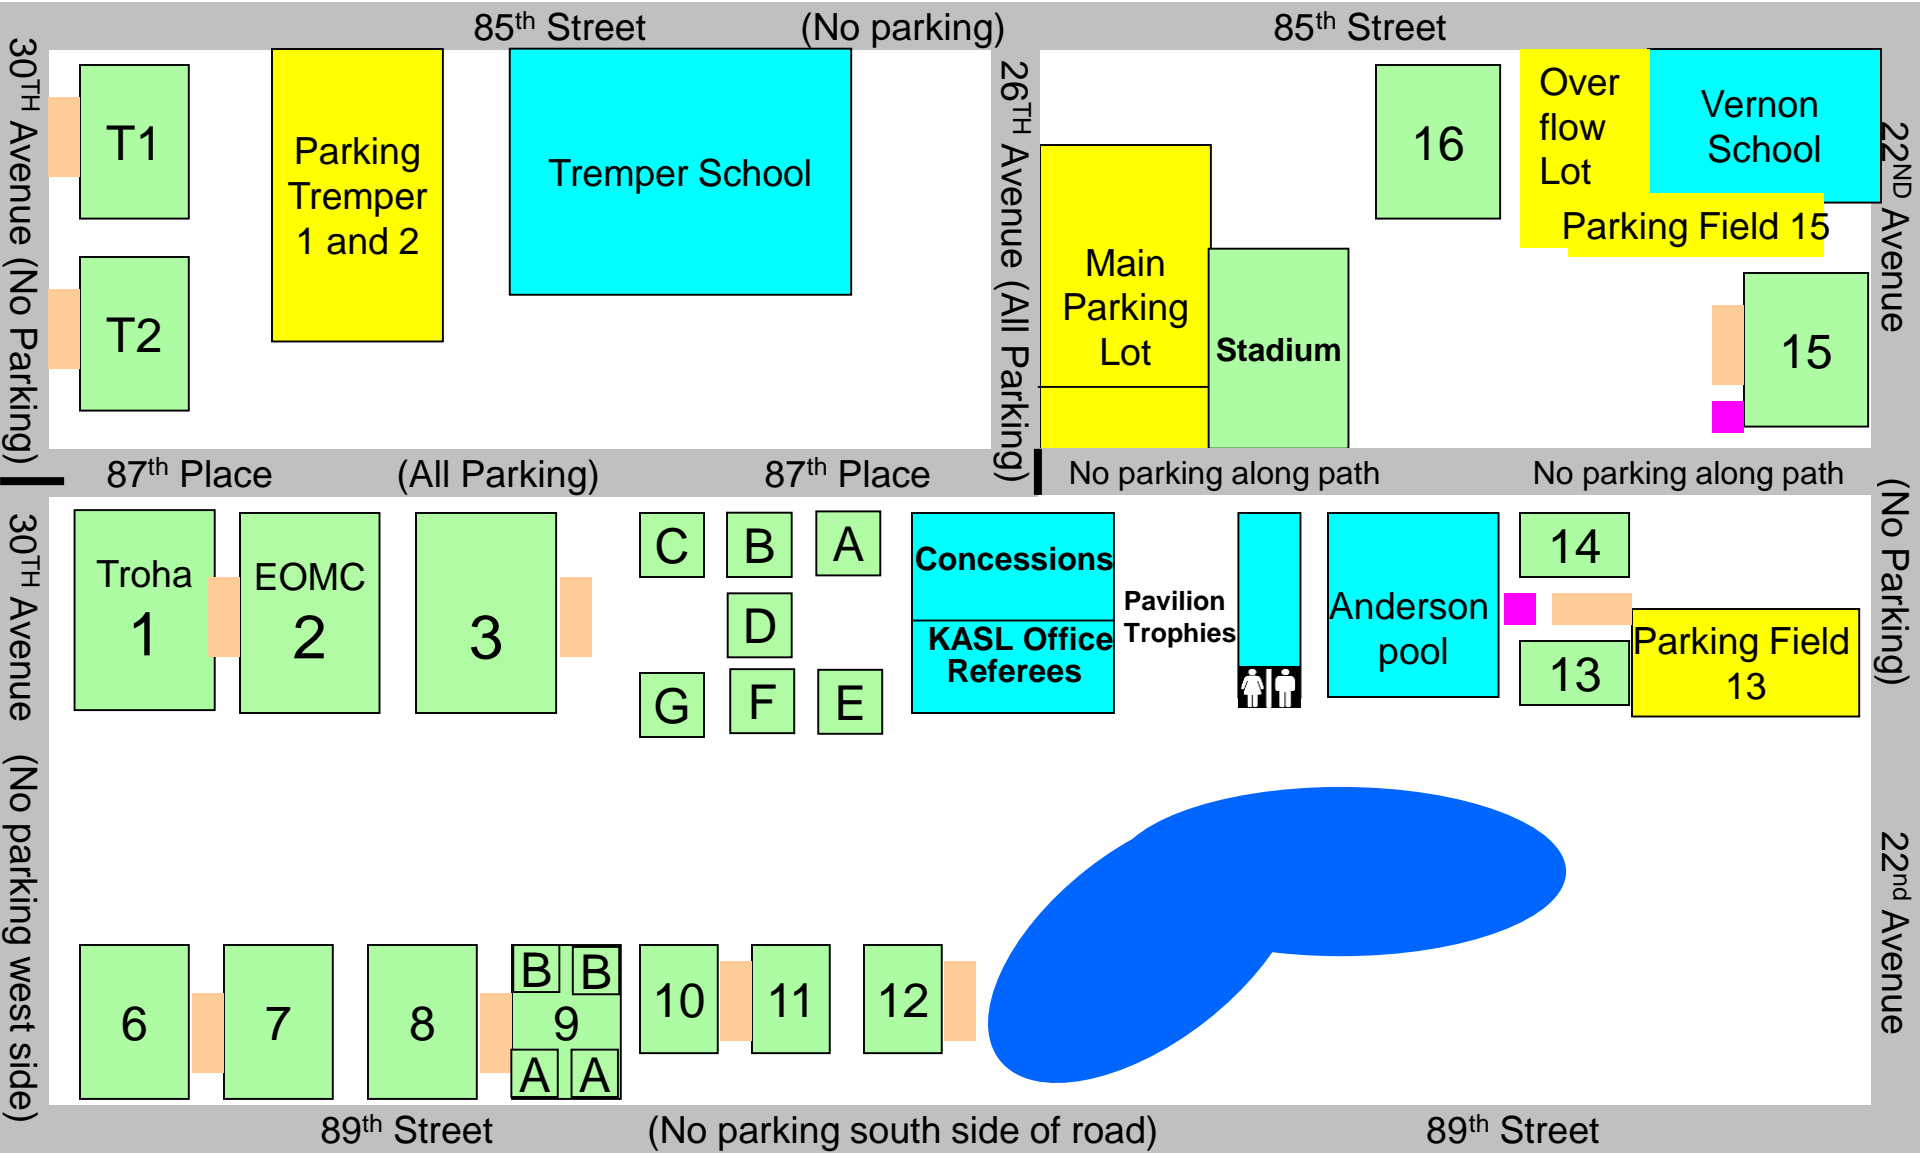 85th Street
(No parking)
85th Street
30TH Avenue (No Parking)
T1
T2
Parking
Tremper
1 and 2
Tremper School
26TH Avenue (All Parking)
Main
Parking
Lot
Stadium
16
Over
flow
Lot
Vernon
School
Parking Field 15
15
22ND Avenue
87th Place
(All Parking)
87th Place
No parking along path
No parking along path
(No Parking)
30TH Avenue
(No parking west side)
Troha
1
EOMC
2
3
C
B
A
D
G
F
E
Concessions
KASL Office
Referees
Pavilion
Trophies
Anderson
pool
14
13
Parking Field
13
22nd Avenue
6
7
8
B
B
9
A
A
10
11
12
89th Street
(No parking south side of road)
89th Street